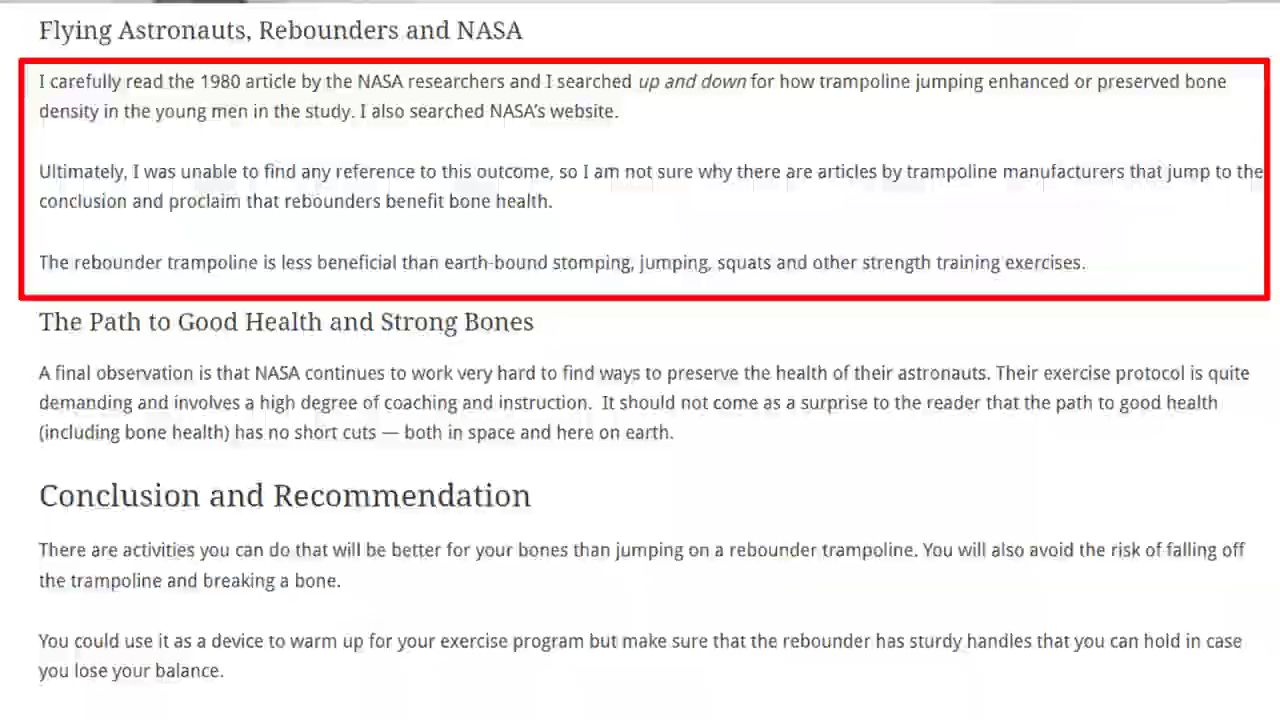 Flying Astronauts, Rebounders and NASA
I carefully read the 1980 article by the NASA researchers and I searched up and down for how trampoline jumping enhanced or preserved bone
density in the young men in the study. I also searched NASA's website.
Ultimately, I was unable to find any reference to this outcome, so I am not sure why there are articles by trampoline manufacturers that jump to the
conclusion and proclaim that rebounders benefit bone health.
The rebounder trampoline is less beneficial than earth-bound stomping, jumping, squats and other strength training exercises.
The Path to Good Health and Strong Bones
A final observation is that NASA continues to work very hard to find ways to preserve the health of their astronauts. Their exercise protocol is quite
demanding and involves a high degree of coaching and instruction.  It should not come as a surprise to the reader that the path to good health
(including bone health) has no short cuts — both in space and here on earth.
Conclusion and Recommendation
There are activities you can do that will be better for your bones than jumping on a rebounder trampoline. You will also avoid the risk of falling off
the trampoline and breaking a bone.
You could use it as a device to warm up for your exercise program but make sure that the rebounder has sturdy handles that you can hold in case
you lose your balance.